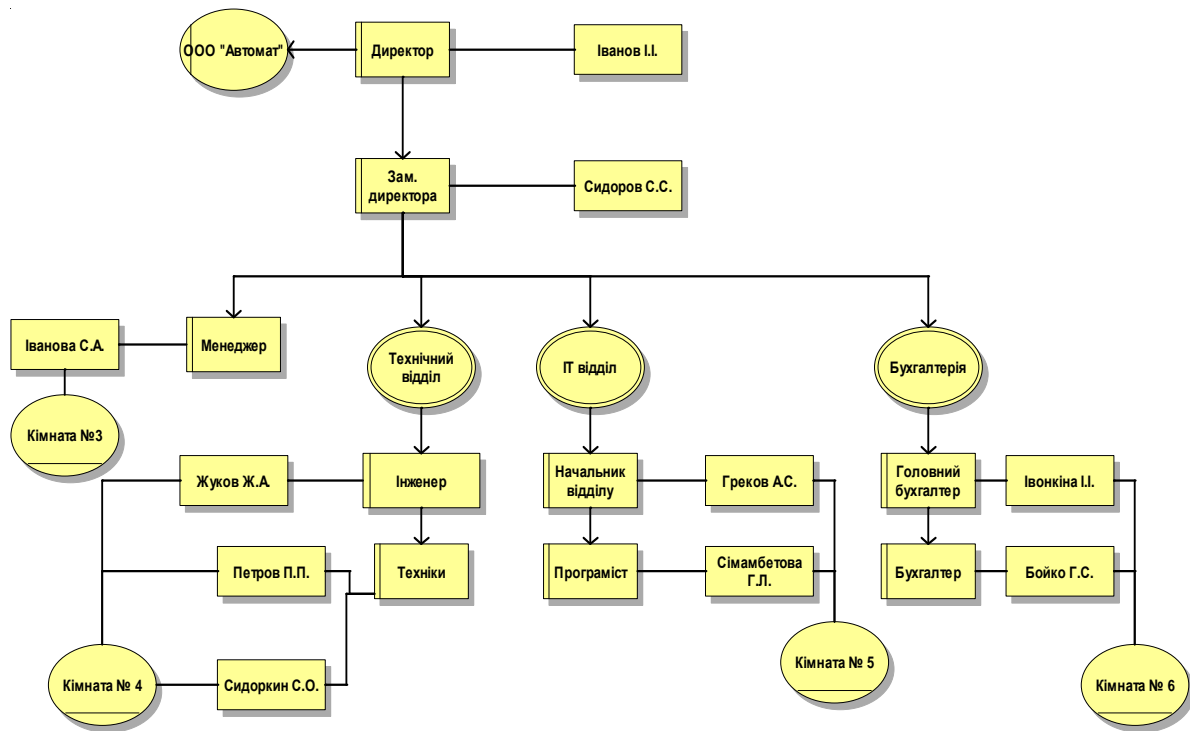 ООО "Автомат"
Директор
Іванов І.І.
Зам.
директора
Сидоров С.С.
Іванова С.А.
Менеджер
Технічний
відділ
ІТ відділ
Бухгалтерія
Кімната №3
Жуков Ж.А.
Інженер
Начальник
відділу
Греков А.С.
Головний
бухгалтер
Івонкіна І.І.
Петров П.П.
Техніки
Програміст
Сімамбетова
Г.Л.
Бухгалтер
Бойко Г.С.
Кімната № 4
Сидоркин С.О.
Кімната № 5
Кімната № 6